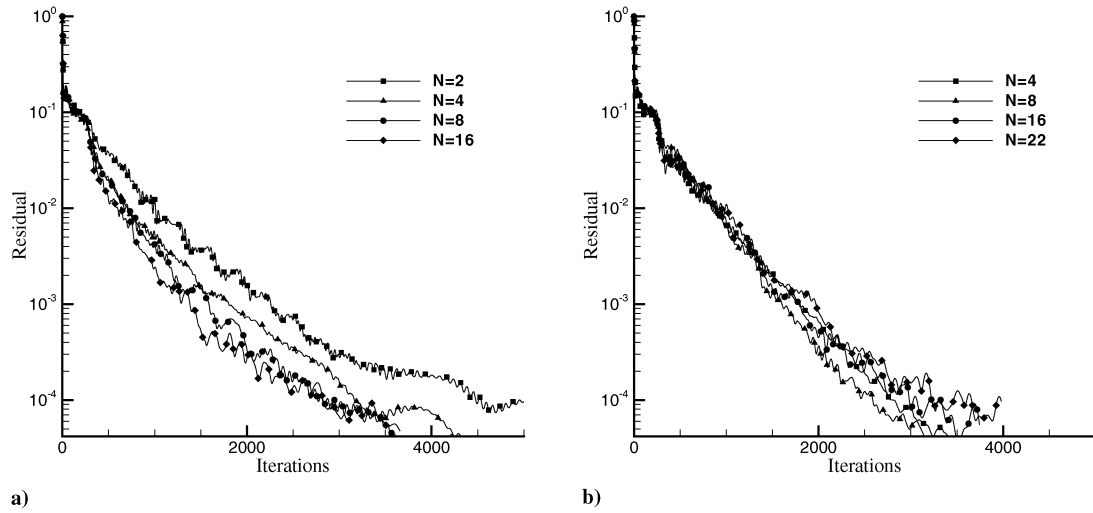 10^0
10^-1
10^-2
10^-3
10^-4
Residual
0
2000
4000
Iterations
N=2
N=4
N=8
N=16
a)
10^0
10^-1
10^-2
10^-3
10^-4
Residual
0
2000
4000
Iterations
N=4
N=8
N=16
N=22
b)